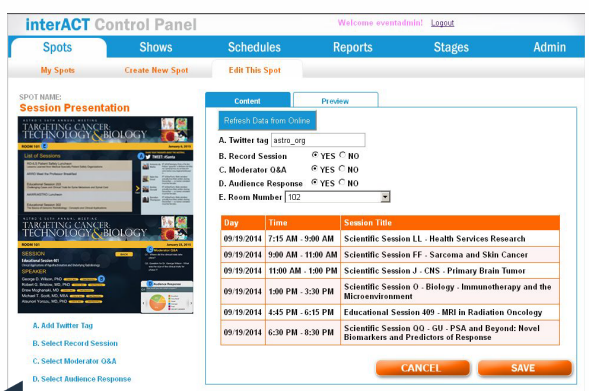 interACT Control Panel
Welcome eventadmin! Logout
Spots Shows Schedules Reports Stages Admin
My Spots Create New Spot Edit This Spot
SPOT NAME:
Session Presentation
TARGETING CANCER
TECHNOLOGY & BIOLOGY
List of Sessions
TARGETING CANCER
TECHNOLOGY & BIOLOGY
SESSION
Educational Session 401
SPEAKER
A. Add Twitter Tag
B. Select Record Session
C. Select Moderator Q&A
D. Select Audience Response
Content Preview
Refresh Data from Online
A. Twitter tag astro_org
B. Record Session YES NO
C. Moderator Q&A YES NO
D. Audience Response YES NO
E. Room Number 102
Day Time Session Title
09/19/2014 7:15 AM - 9:00 AM Scientific Session LL - Health Services Research
09/19/2014 9:00 AM - 11:00 AM Scientific Session FF - Sarcoma and Skin Cancer
09/19/2014 11:00 AM - 1:00 PM Scientific Session J - CNS - Primary Brain Tumor
09/19/2014 1:00 PM - 3:30 PM Scientific Session O - Biology - Immunotherapy and the
Microenvironment
09/19/2014 4:45 PM - 6:15 PM Educational Session 409 - MRI in Radiation Oncology
09/19/2014 6:30 PM - 8:30 PM Scientific Session QQ - GU - PSA and Beyond: Novel
Biomarkers and Predictors of Response
CANCEL SAVE